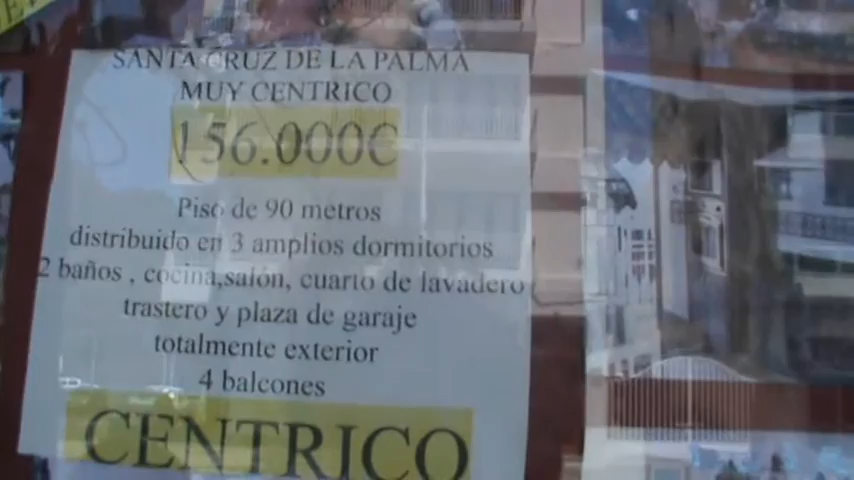 SANTA CRUZ DE LA PALMA
MUY CENTRICO
156.000€
Piso de 90 metros
distribuido en 3 amplios dormitorios
2 baños , cocina,salón, cuarto de lavadero
trastero y plaza de garaje
totalmente exterior
4 balcones
CENTRICO